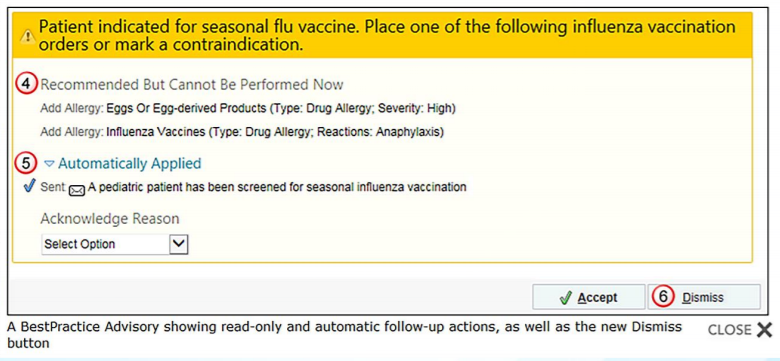 Patient indicated for seasonal flu vaccine. Place one of the following influenza vaccination
orders or mark a contraindication.
4 Recommended But Cannot Be Performed Now
Add Allergy: Eggs Or Egg-derived Products (Type: Drug Allergy; Severity: High)
Add Allergy: Influenza Vaccines (Type: Drug Allergy; Reactions: Anaphylaxis)
5 Automatically Applied
Sent A pediatric patient has been screened for seasonal influenza vaccination
Acknowledge Reason
Select Option
Accept 6 Dismiss
A BestPractice Advisory showing read-only and automatic follow-up actions, as well as the new Dismiss CLOSE X
button